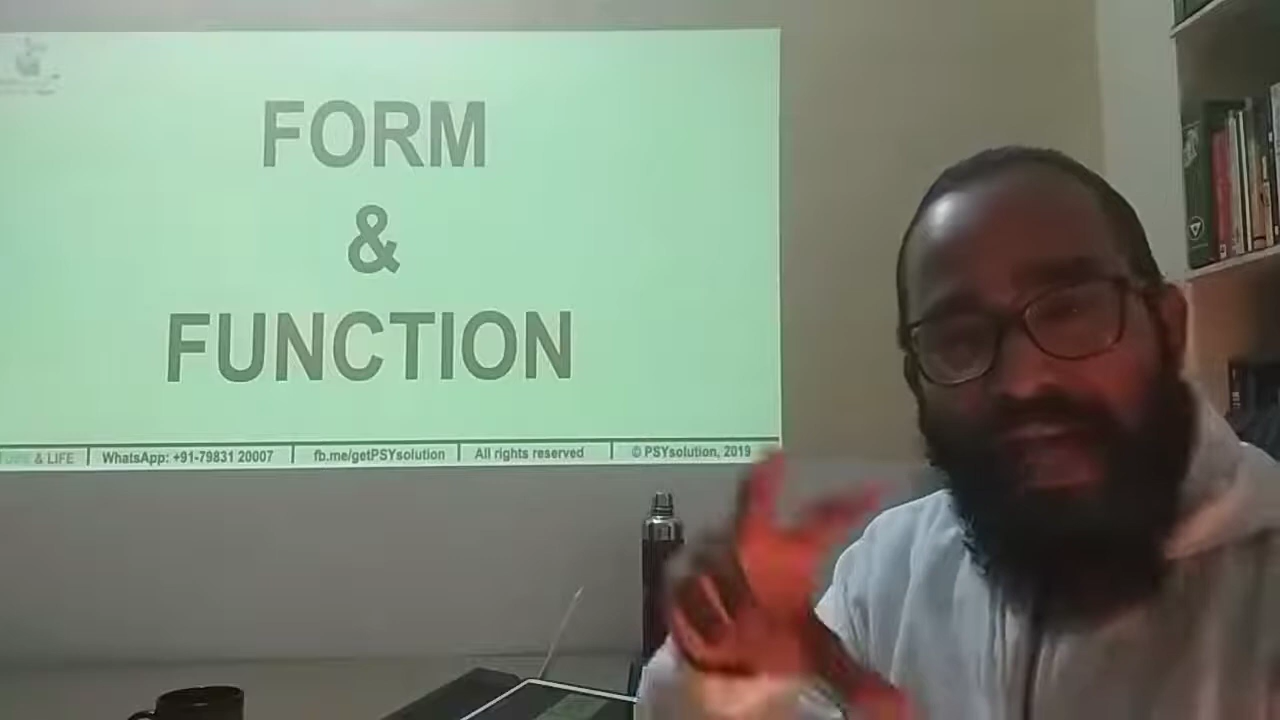 FORM
&
FUNCTION
& LIFE WhatsApp: +91-79831 20007 fb.me/getPSYsolution All rights reserved © PSYsolution, 2019